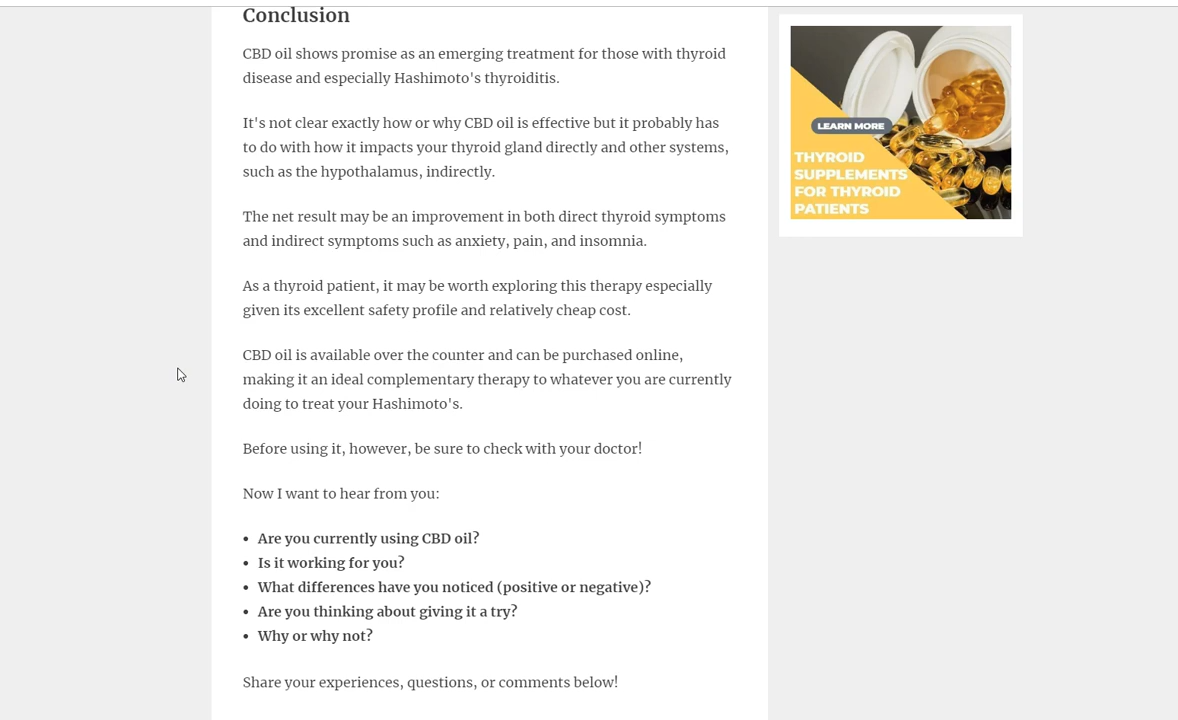 Conclusion
CBD oil shows promise as an emerging treatment for those with thyroid
disease and especially Hashimoto's thyroiditis.
It's not clear exactly how or why CBD oil is effective but it probably has
to do with how it impacts your thyroid gland directly and other systems,
such as the hypothalamus, indirectly.
The net result may be an improvement in both direct thyroid symptoms
and indirect symptoms such as anxiety, pain, and insomnia.
As a thyroid patient, it may be worth exploring this therapy especially
given its excellent safety profile and relatively cheap cost.
CBD oil is available over the counter and can be purchased online,
making it an ideal complementary therapy to whatever you are currently
doing to treat your Hashimoto's.
Before using it, however, be sure to check with your doctor!
Now I want to hear from you:
• Are you currently using CBD oil?
• Is it working for you?
• What differences have you noticed (positive or negative)?
• Are you thinking about giving it a try?
• Why or why not?
Share your experiences, questions, or comments below!
LEARN MORE
THYROID
SUPPLEMENTS
FOR THYROID
PATIENTS